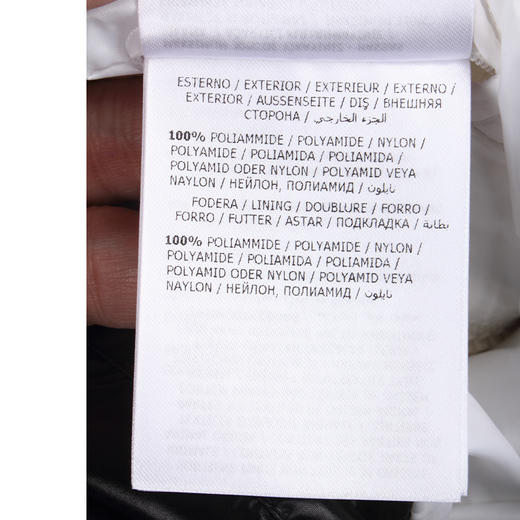 ESTERNO / EXTERIOR / EXTERIEUR / EXTERNO /
EXTERIOR / AUSSENSEITE / DIŞ / ВНЕШНЯЯ
СТОРОНА / الجزء الخارجي /
100% POLIAMMIDE / POLYAMIDE / NYLON /
POLYAMIDE / POLIAMIDA / POLIAMIDA /
POLYAMID ODER NYLON / POLYAMID VEYA
NAYLON / НЕЙЛОН, ПОЛИАМИД / نايلون
FODERA / LINING / DOUBLURE / FORRO /
FORRO / FUTTER / ASTAR / ПОДКЛАДКА / بطانة
100% POLIAMMIDE / POLYAMIDE / NYLON /
POLYAMIDE / POLIAMIDA / POLIAMIDA /
POLYAMID ODER NYLON / POLYAMID VEYA
NAYLON / НЕЙЛОН, ПОЛИАМИД / نايلون